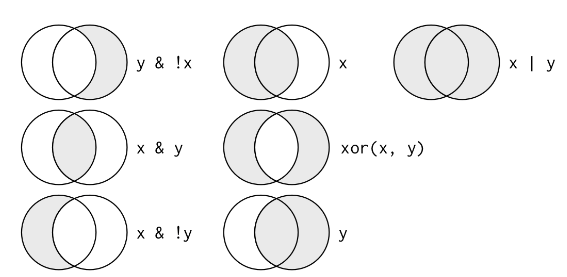 y & !x
x
x | y
x & y
xor(x, y)
x & !y
y